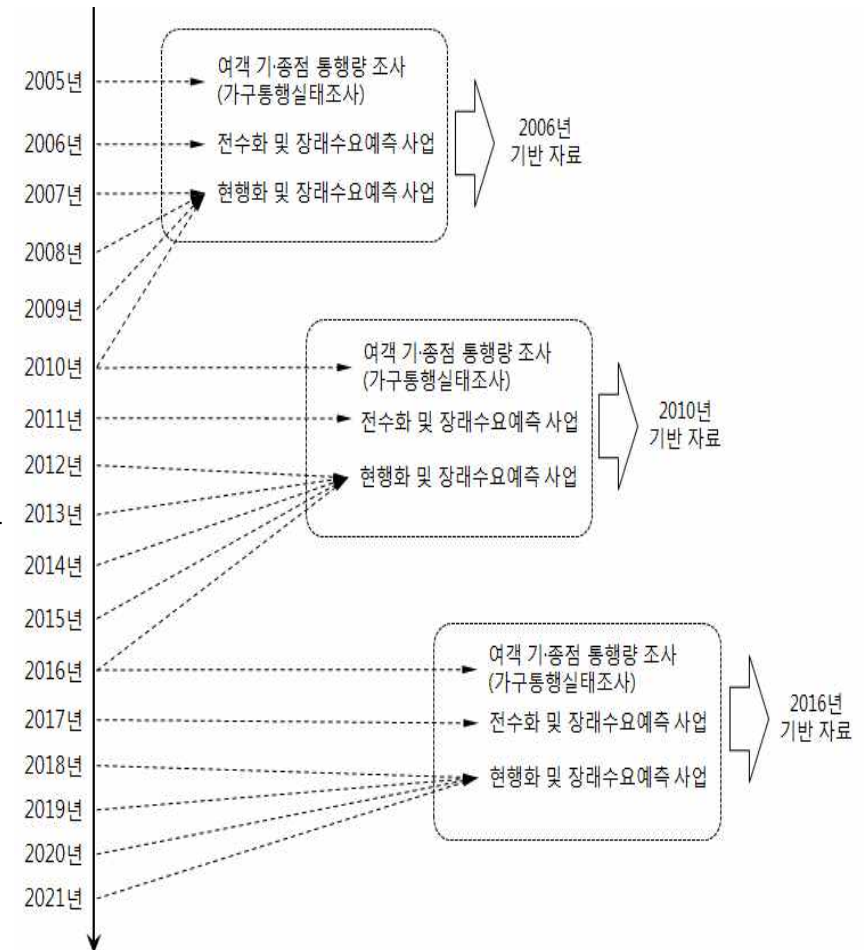 2005년
여객 기·종점 통행량 조사
(가구통행실태조사)
2006년
전수화 및 장래수요예측 사업
2007년
현행화 및 장래수요예측 사업
2006년
기반 자료
2008년
2009년
2010년
여객 기·종점 통행량 조사
(가구통행실태조사)
2011년
전수화 및 장래수요예측 사업
2012년
현행화 및 장래수요예측 사업
2010년
기반 자료
2013년
2014년
2015년
2016년
여객 기·종점 통행량 조사
(가구통행실태조사)
2017년
전수화 및 장래수요예측 사업
2018년
현행화 및 장래수요예측 사업
2016년
기반 자료
2019년
2020년
2021년